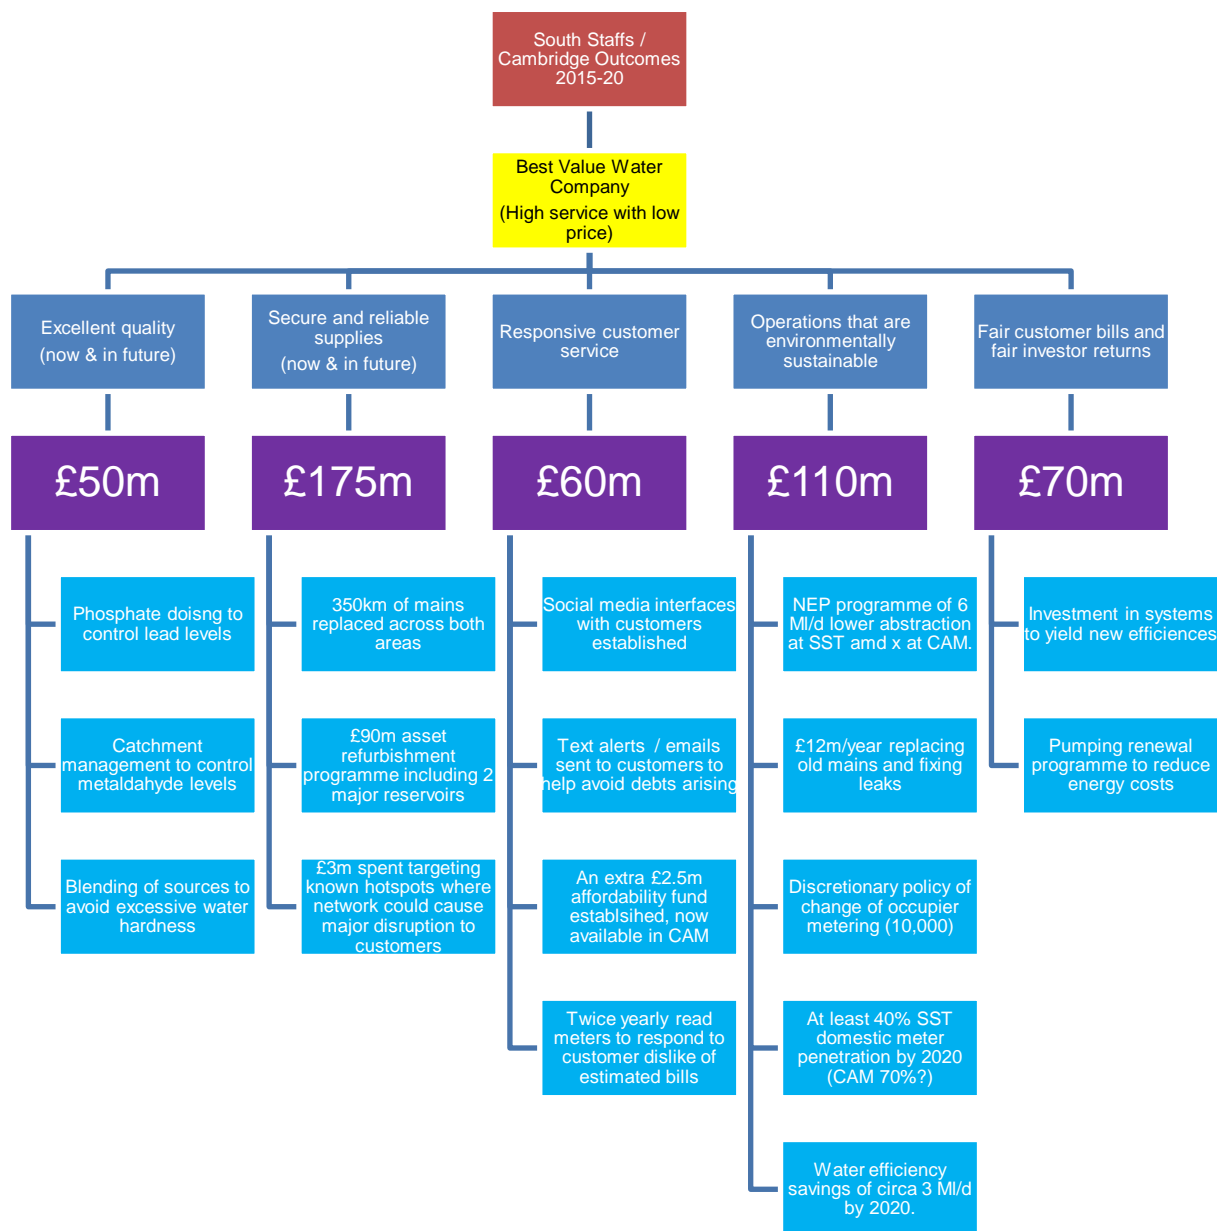 South Staffs /
Cambridge Outcomes
2015-20
Best Value Water
Company
(High service with low
price)
Excellent quality
(now & in future)
Secure and reliable
supplies
(now & in future)
Responsive customer
service
Operations that are
environmentally
sustainable
Fair customer bills and
fair investor returns
£50m
£175m
£60m
£110m
£70m
Phosphate doisng to
control lead levels
Catchment
management to control
metaldahyde levels
Blending of sources to
avoid excessive water
hardness
350km of mains
replaced across both
areas
£90m asset
refurbishment
programme including 2
major reservoirs
£3m spent targeting
known hotspots where
network could cause
major disruption to
customers
Social media interfaces
with customers
established
Text alerts / emails
sent to customers to
help avoid debts arising
An extra £2.5m
affordability fund
establsihed, now
available in CAM
Twice yearly read
meters to respond to
customer dislike of
estimated bills
NEP programme of 6
Ml/d lower abstraction
at SST amd x at CAM.
£12m/year replacing
old mains and fixing
leaks
Discretionary policy of
change of occupier
metering (10,000)
At least 40% SST
domestic meter
penetration by 2020
(CAM 70%?)
Water efficiency
savings of circa 3 Ml/d
by 2020.
Investment in systems
to yield new efficiences
Pumping renewal
programme to reduce
energy costs